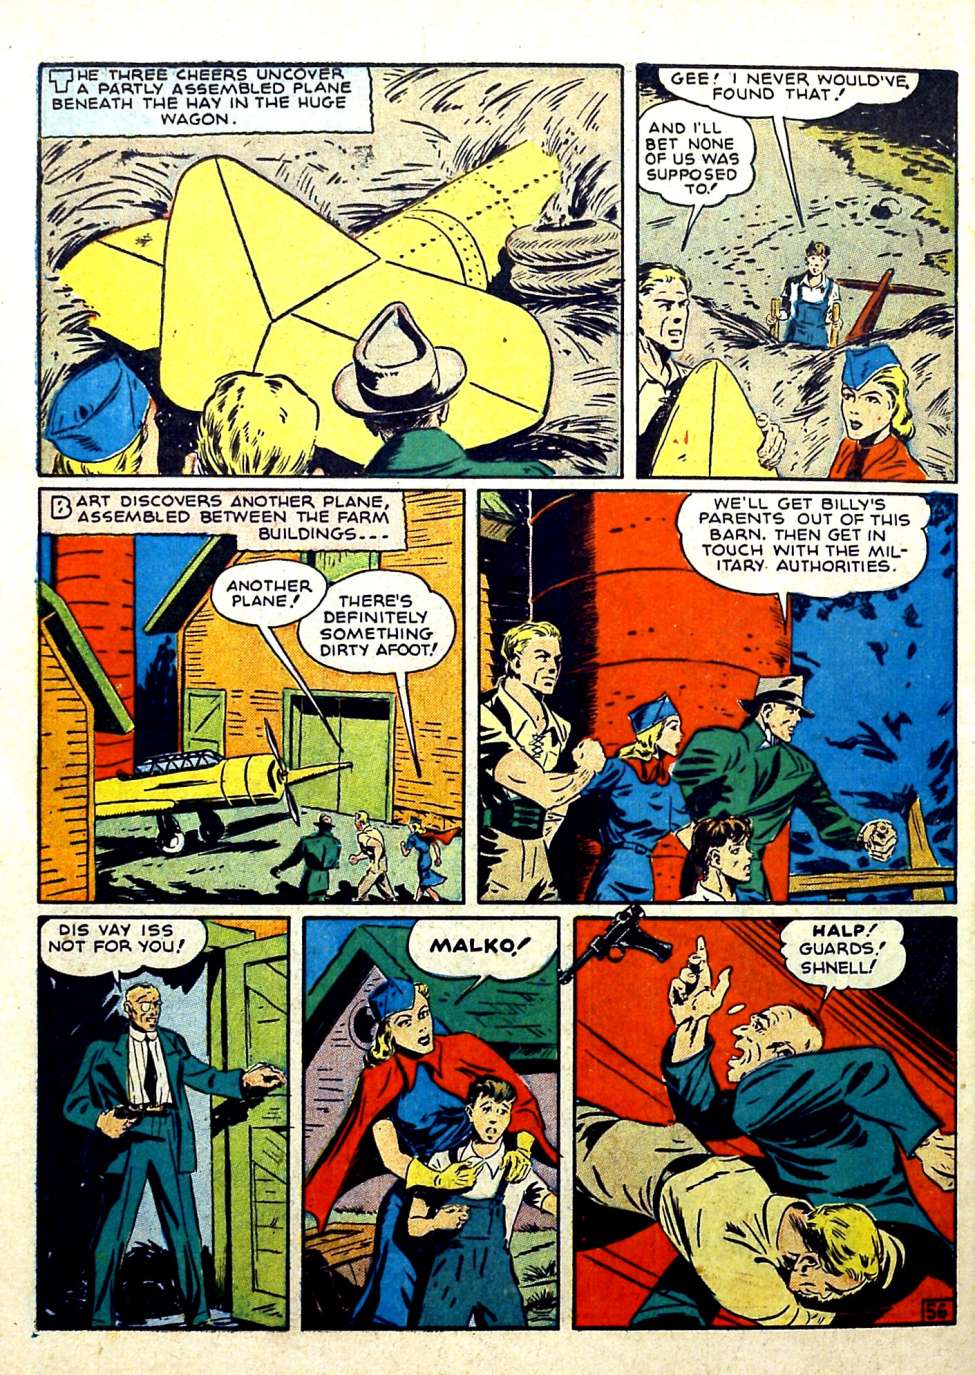 THE THREE CHEERS UNCOVER
A PARTLY ASSEMBLED PLANE
BENEATH THE HAY IN THE HUGE
WAGON.
GEE! I NEVER WOULD'VE
FOUND THAT!
AND I'LL
BET NONE
OF US WAS
SUPPOSED
TO!
BART DISCOVERS ANOTHER PLANE,
ASSEMBLED BETWEEN THE FARM
BUILDINGS---
ANOTHER
PLANE!
THERE'S
DEFINITELY
SOMETHING
DIRTY AFOOT!
WE'LL GET BILLY'S
PARENTS OUT OF THIS
BARN. THEN GET IN
TOUCH WITH THE MIL-
ITARY AUTHORITIES.
DIS VAY ISS
NOT FOR YOU!
MALKO!
HALP!
GUARDS!
SHNELL!
56